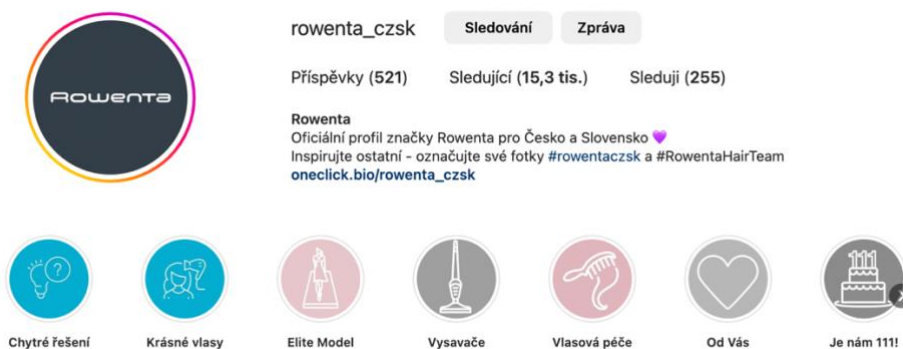 rowenta_czsk Sledování Zpráva
ROWENTA
Příspěvky (521) Sledující (15,3 tis.) Sleduji (255)
Rowenta
Oficiální profil značky Rowenta pro Česko a Slovensko 💜
Inspirujte ostatní - označujte své fotky #rowentaczsk a #RowentaHairTeam
oneclick.bio/rowenta_czsk
?
111
Chytré řešení Krásné vlasy Elite Model Vysavače Vlasová péče Od Vás Je nám 111!